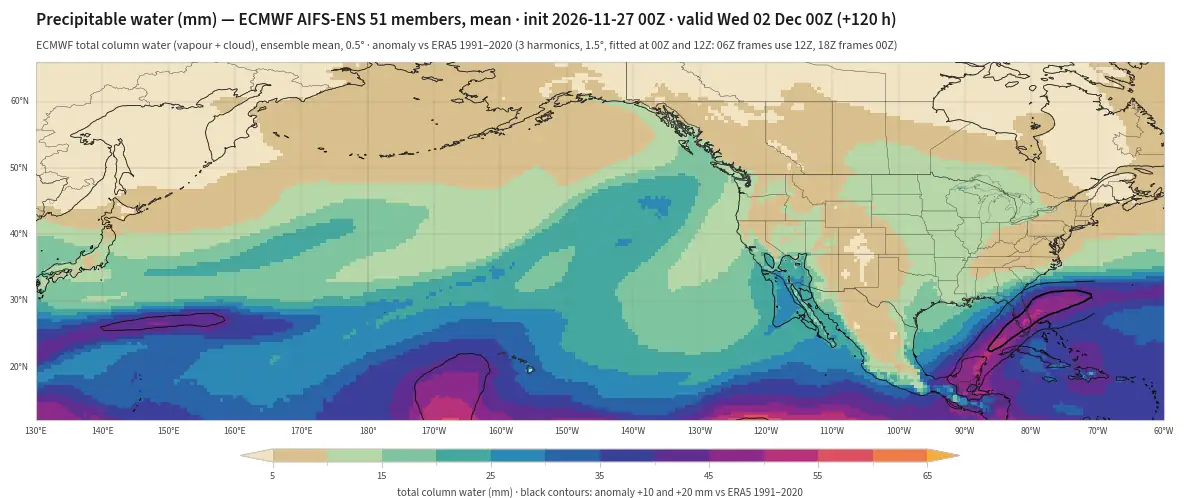 Precipitable water (mm) — ECMWF AIFS-ENS 51 members, mean · init 2026-11-27 00Z · valid Wed 02 Dec 00Z (+120 h)
ECMWF total column water (vapour + cloud), ensemble mean, 0.5° · anomaly vs ERA5 1991–2020 (3 harmonics, 1.5°, fitted at 00Z and 12Z: 06Z frames use 12Z, 18Z frames 00Z)
60°N
50°N
40°N
30°N
20°N
130°E 140°E 150°E 160°E 170°E 180° 170°W 160°W 150°W 140°W 130°W 120°W 110°W 100°W 90°W 80°W 70°W 60°W
5 15 25 35 45 55 65
total column water (mm) · black contours: anomaly +10 and +20 mm vs ERA5 1991–2020